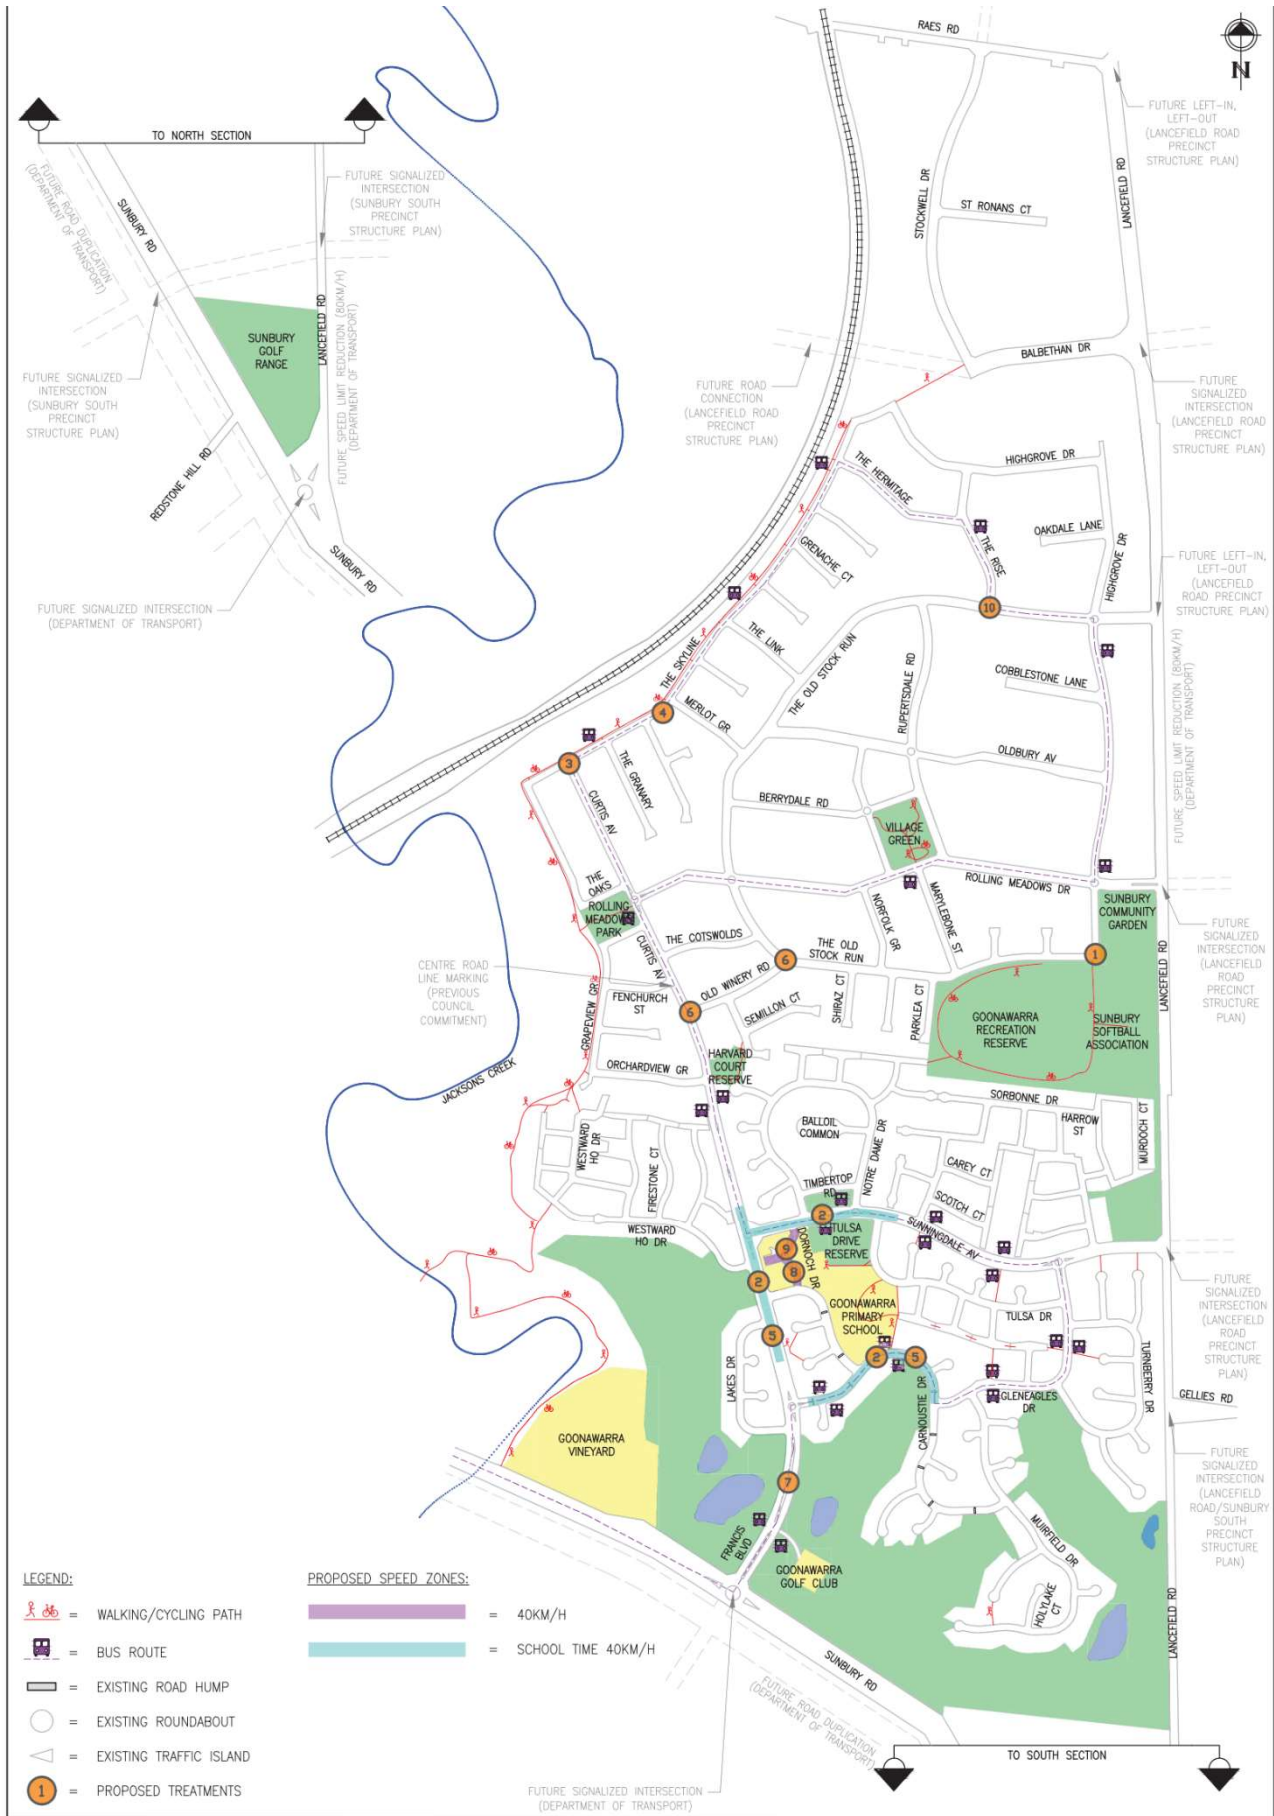 RAES RD
N
FUTURE LEFT-IN,
LEFT-OUT
(LANCEFIELD ROAD
PRECINCT
STRUCTURE PLAN)
TO NORTH SECTION
FUTURE ROAD DUPLICATION
(DEPARTMENT OF TRANSPORT)
SUNBURY RD
FUTURE SIGNALIZED
INTERSECTION
(SUNBURY SOUTH
PRECINCT
STRUCTURE PLAN)
LANCEFIELD RD
STOCKWELL DR
ST RONANS CT
LANCEFIELD RD
SUNBURY
GOLF
RANGE
FUTURE SPEED LIMIT REDUCTION (80KM/H)
(DEPARTMENT OF TRANSPORT)
FUTURE SIGNALIZED
INTERSECTION
(SUNBURY SOUTH
PRECINCT
STRUCTURE PLAN)
REDSTONE HILL RD
SUNBURY RD
FUTURE SIGNALIZED INTERSECTION
(DEPARTMENT OF TRANSPORT)
BALBETHAN DR
FUTURE ROAD
CONNECTION
(LANCEFIELD ROAD
PRECINCT
STRUCTURE PLAN)
FUTURE
SIGNALIZED
INTERSECTION
(LANCEFIELD ROAD
PRECINCT
STRUCTURE PLAN)
THE HERMITAGE
HIGHGROVE DR
OAKDALE LANE
THE RISE
HIGHGROVE DR
GRENACHE CT
FUTURE LEFT-IN,
LEFT-OUT
(LANCEFIELD
ROAD PRECINCT
STRUCTURE PLAN)
10
THE LINK
THE SKYLINE
THE OLD STOCK RUN
RUPERTSDALE RD
COBBLESTONE LANE
FUTURE SPEED LIMIT REDUCTION (80KM/H)
(DEPARTMENT OF TRANSPORT)
4
MERLOT GR
OLDBURY AV
3
THE GRANARY
CURTIS AV
BERRYDALE RD
VILLAGE
GREEN
THE
OAKS
ROLLING MEADOWS DR
ROLLING
MEADOWS
PARK
NORFOLK GR
MARYLEBONE ST
SUNBURY
COMMUNITY
GARDEN
CURTIS AV
THE COTSWOLDS
THE OLD
STOCK RUN
6
1
LANCEFIELD RD
FUTURE
SIGNALIZED
INTERSECTION
(LANCEFIELD
ROAD
PRECINCT
STRUCTURE
PLAN)
CENTRE ROAD
LINE MARKING
(PREVIOUS
COUNCIL
COMMITMENT)
GRAPEVIEW GR
FENCHURCH
ST
OLD WINERY RD
6
SEMILLON CT
SHIRAZ CT
PARKLEA CT
GOONAWARRA
RECREATION
RESERVE
SUNBURY
SOFTBALL
ASSOCIATION
JACKSONS CREEK
ORCHARDVIEW GR
HARVARD
COURT
RESERVE
SORBONNE DR
BALLOIL
COMMON
HARROW
ST
MURDOCH CT
WESTWARD
HO DR
FIRESTONE CT
NOTRE DAME DR
CAREY CT
TIMBERTOP
RD
SCOTCH CT
2
WESTWARD
HO DR
TULSA
DRIVE
RESERVE
SUNNINGDALE AV
9
DORNOCH DR
8
2
GOONAWARRA
PRIMARY
SCHOOL
TULSA DR
FUTURE
SIGNALIZED
INTERSECTION
(LANCEFIELD
ROAD
PRECINCT
STRUCTURE
PLAN)
5
2
5
LAKES DR
CARNOUSTIE DR
GLENEAGLES
DR
TURNBERRY DR
GELLIES RD
GOONAWARRA
VINEYARD
7
FUTURE
SIGNALIZED
INTERSECTION
(LANCEFIELD
ROAD/SUNBURY
SOUTH
PRECINCT
STRUCTURE
PLAN)
FRANCIS
BLVD
MUIRFIELD DR
GOONAWARRA
GOLF CLUB
HOLYLAKE
CT
LANCEFIELD RD
SUNBURY RD
FUTURE ROAD DUPLICATION
(DEPARTMENT OF TRANSPORT)
TO SOUTH SECTION
FUTURE SIGNALIZED INTERSECTION
(DEPARTMENT OF TRANSPORT)
LEGEND:
= WALKING/CYCLING PATH
= BUS ROUTE
= EXISTING ROAD HUMP
= EXISTING ROUNDABOUT
= EXISTING TRAFFIC ISLAND
1 = PROPOSED TREATMENTS
PROPOSED SPEED ZONES:
= 40KM/H
= SCHOOL TIME 40KM/H